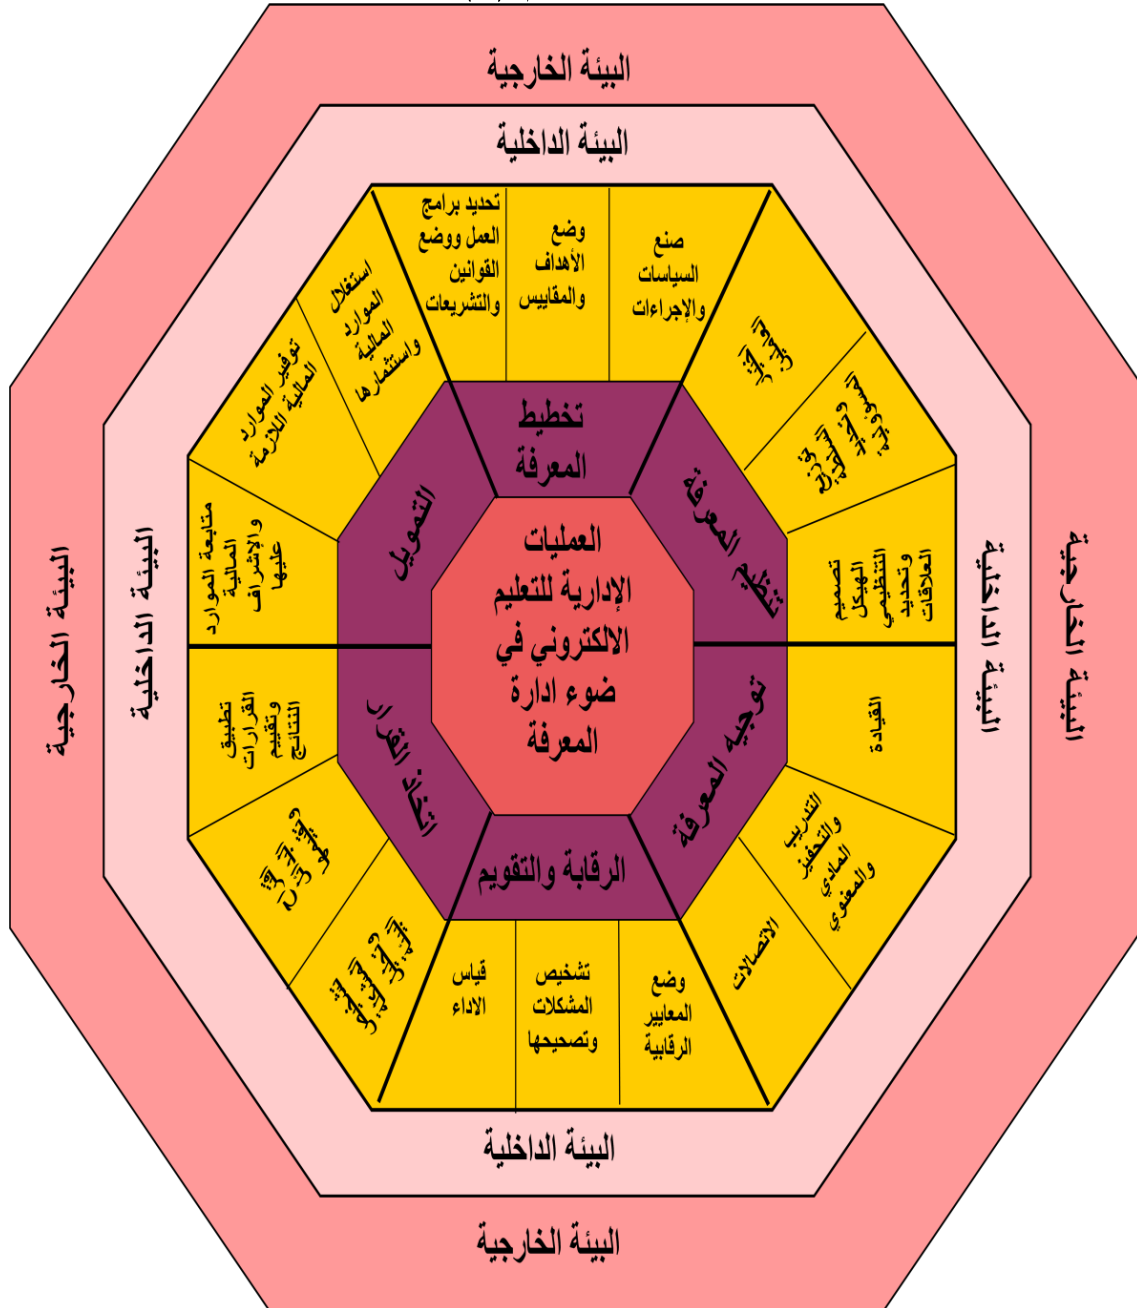 البيئة الخارجية
البيئة الداخلية
صنع
السياسات
والإجراءات
وضع
الأهداف
والمقاييس
تحديد برامج
العمل ووضع
القوانين
والتشريعات
استغلال
الموارد
المالية
واستثمارها
توفير الموارد
المالية اللازمة
متابعة الموارد
المالية
والإشراف
عليها
تصميم
الهيكل
التنظيمي
وتحديد
العلاقات
تخطيط
المعرفة
تنظيم المعرفة
التمويل
العمليات
الإدارية للتعليم
الالكتروني في
ضوء ادارة
المعرفة
توجيه المعرفة
اتخاذ القرار
الرقابة والتقويم
القيادة
التدريب
والتحفيز
المادي
والمعنوي
الاتصالات
وضع
المعايير
الرقابية
تشخيص
المشكلات
وتصحيحها
قياس
الاداء
تطبيق
القرارات
وتقييم
النتائج
البيئة الداخلية
البيئة الخارجية
البيئة الداخلية
البيئة الخارجية
البيئة الداخلية
البيئة الخارجية